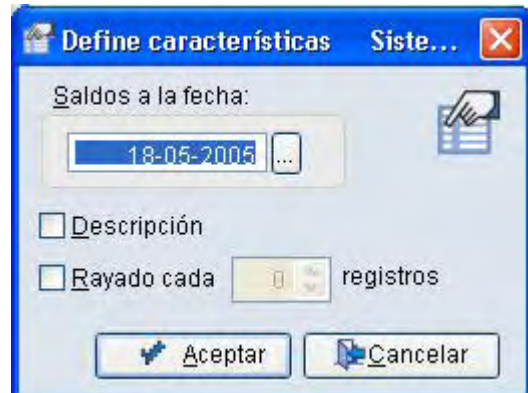 Define características Siste...
Saldos a la fecha:
18-05-2005 ...
Descripción
Rayado cada 0 registros
Aceptar Cancelar